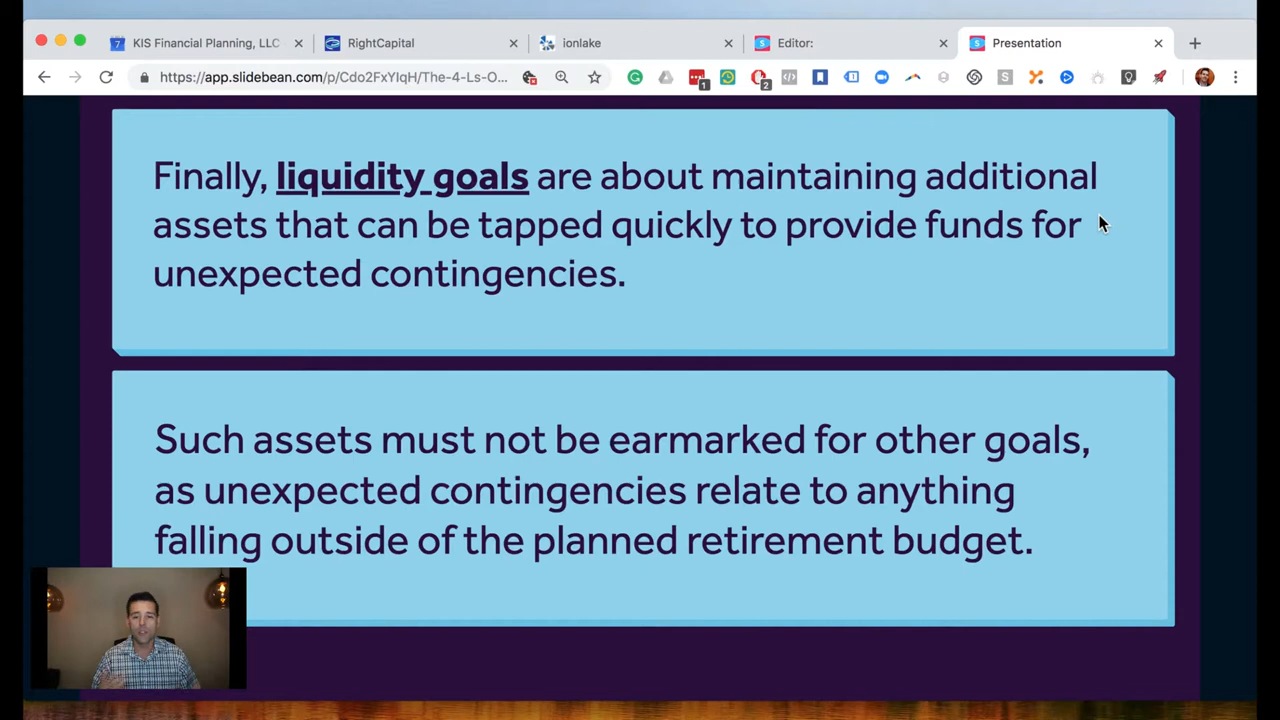 KIS Financial Planning, LLC
RightCapital
ionlake
Editor:
Presentation
https://app.slidebean.com/p/Cdo2FxYIqH/The-4-Ls-O...
Finally, liquidity goals are about maintaining additional
assets that can be tapped quickly to provide funds for
unexpected contingencies.
Such assets must not be earmarked for other goals,
as unexpected contingencies relate to anything
falling outside of the planned retirement budget.